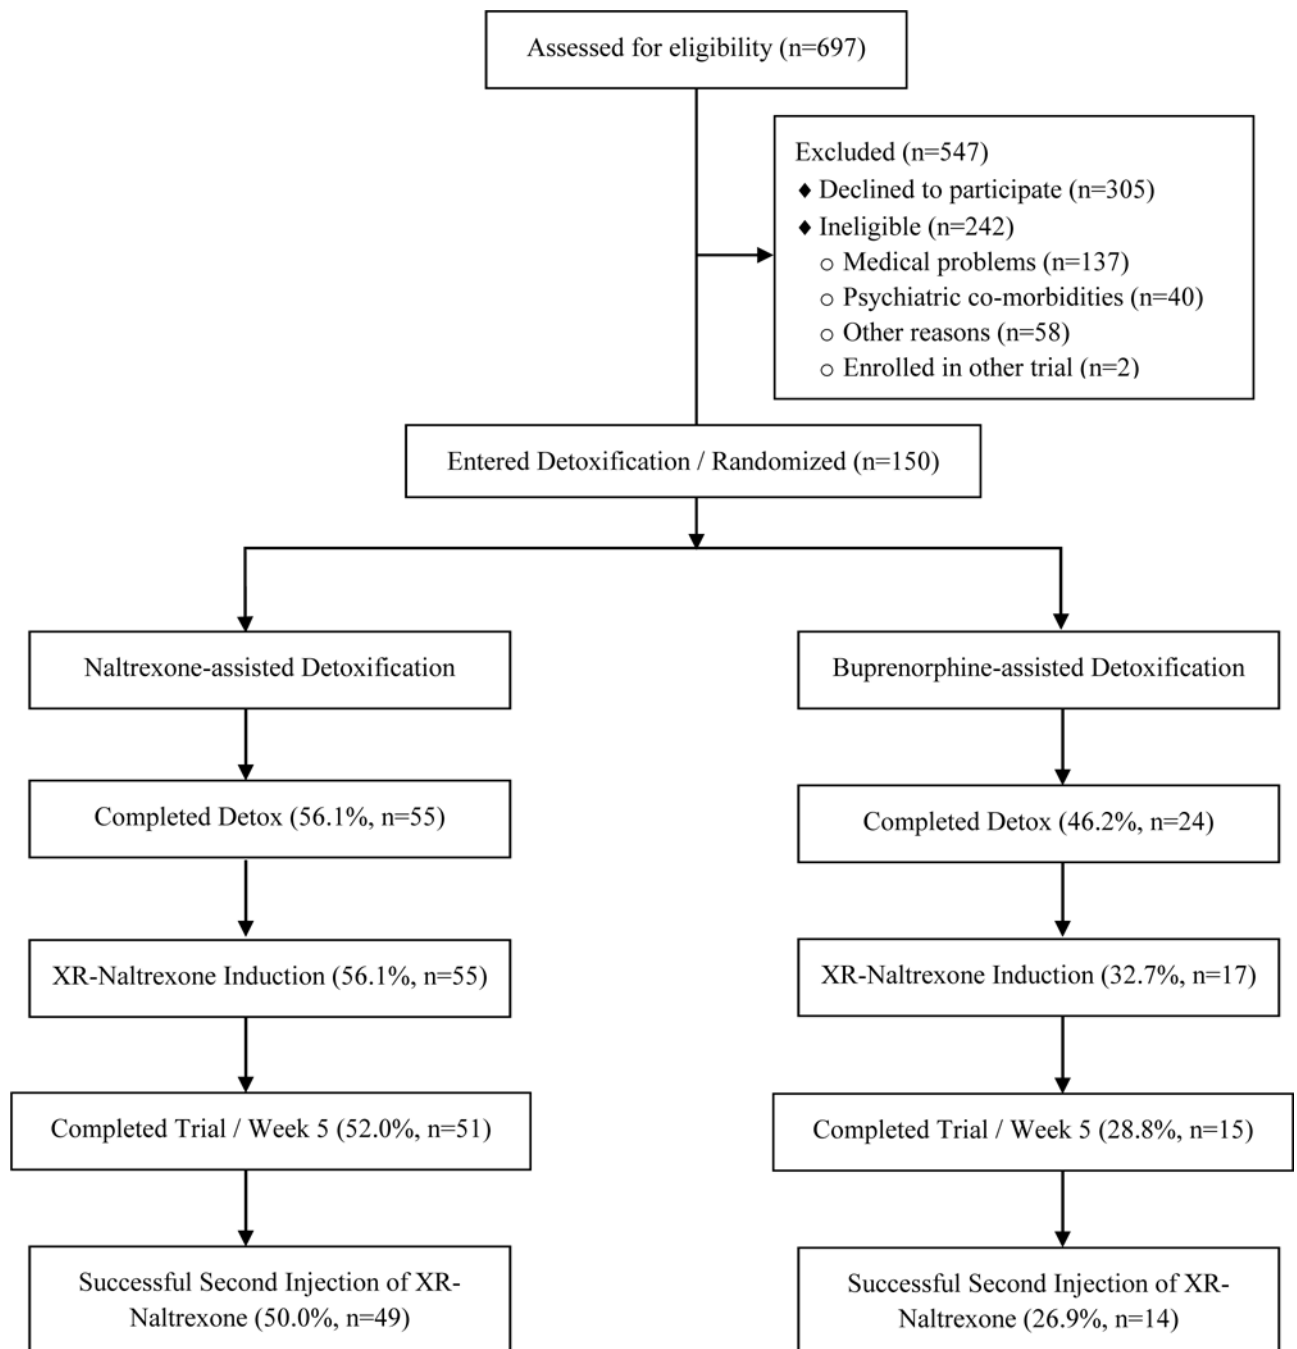 Assessed for eligibility (n=697)
Excluded (n=547)
♦ Declined to participate (n=305)
♦ Ineligible (n=242)
○ Medical problems (n=137)
○ Psychiatric co-morbidities (n=40)
○ Other reasons (n=58)
○ Enrolled in other trial (n=2)
Entered Detoxification / Randomized (n=150)
Naltrexone-assisted Detoxification
Buprenorphine-assisted Detoxification
Completed Detox (56.1%, n=55)
Completed Detox (46.2%, n=24)
XR-Naltrexone Induction (56.1%, n=55)
XR-Naltrexone Induction (32.7%, n=17)
Completed Trial / Week 5 (52.0%, n=51)
Completed Trial / Week 5 (28.8%, n=15)
Successful Second Injection of XR-
Naltrexone (50.0%, n=49)
Successful Second Injection of XR-
Naltrexone (26.9%, n=14)